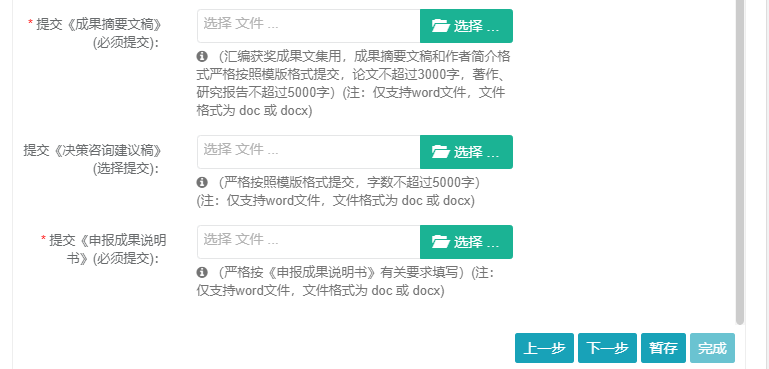 * 提交《成果摘要文稿》 选择 文件 ... 选择 ...
(必须提交):
（汇编获奖成果文集用，成果摘要文稿和作者简介格
式严格按照模版格式提交，论文不超过3000字，著作、
研究报告不超过5000字）(注：仅支持word文件，文件
格式为 doc 或 docx)
提交《决策咨询建议稿》 选择 文件 ... 选择 ...
(选择提交):
（严格按照模版格式提交，字数不超过5000字）
(注：仅支持word文件，文件格式为 doc 或 docx)
* 提交《申报成果说明 选择 文件 ... 选择 ...
书》(必须提交):
（严格按《申报成果说明书》有关要求填写）(注：
仅支持word文件，文件格式为 doc 或 docx)
上一步 下一步 暂存 完成